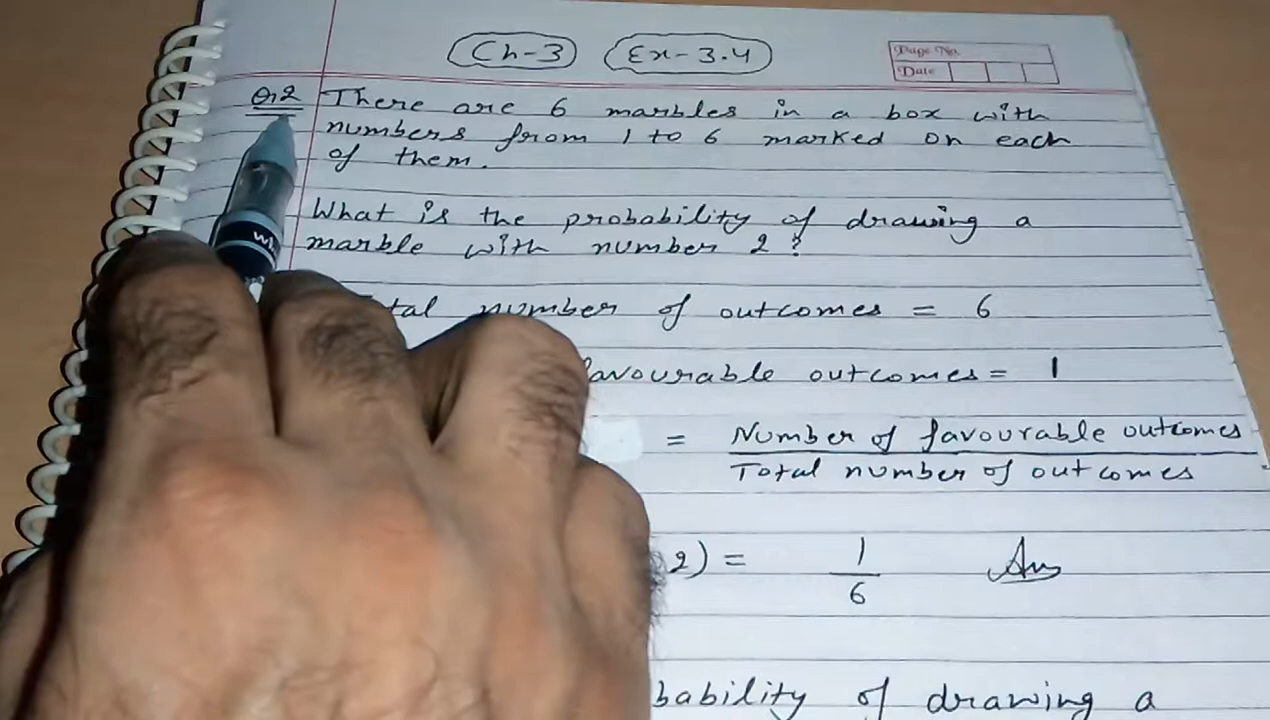 Ch-3 Ex-3.4
Page No.
Date
Q.2 There are 6 marbles in a box with
numbers from 1 to 6 marked on each
of them.
What is the probability of drawing a
marble with number 2?
number of outcomes = 6
favourable outcomes = 1
= Number of favourable outcomes
Total number of outcomes
2) = 1/6 Ans
of drawing a